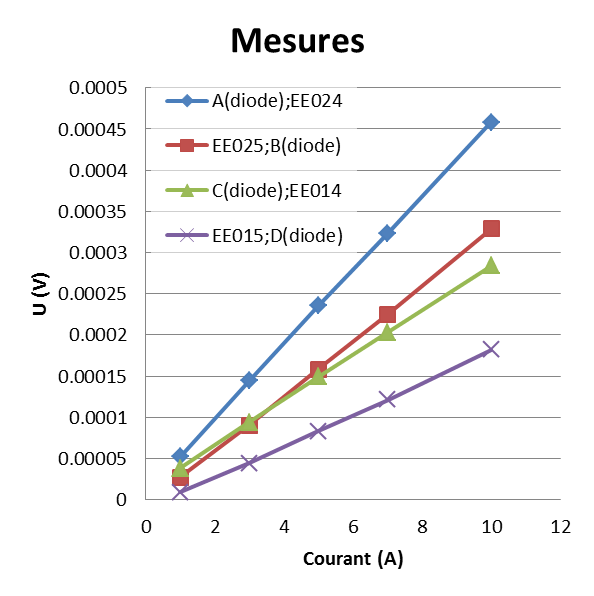 Mesures
0.0005
0.00045
0.0004
0.00035
0.0003
0.00025
0.0002
0.00015
0.0001
0.00005
0
U (V)
A(diode);EE024
EE025;B(diode)
C(diode);EE014
EE015;D(diode)
0 2 4 6 8 10 12
Courant (A)